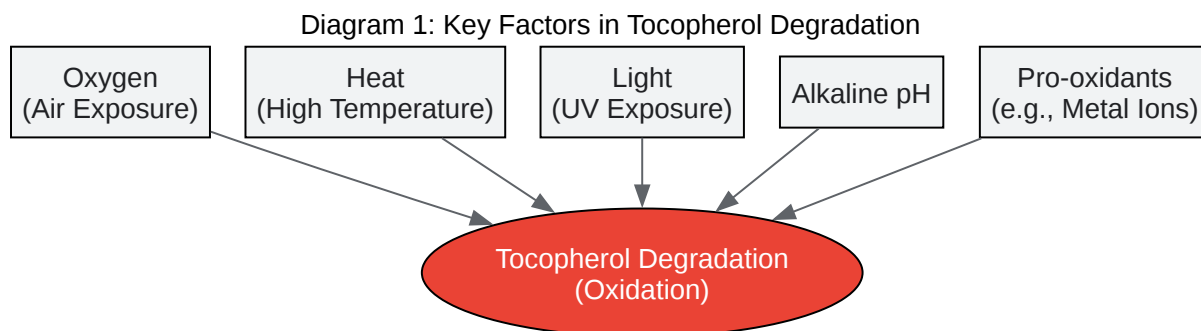 Diagram 1: Key Factors in Tocopherol Degradation
Oxygen
(Air Exposure)
Heat
(High Temperature)
Light
(UV Exposure)
Alkaline pH
Pro-oxidants
(e.g., Metal Ions)
Tocopherol Degradation
(Oxidation)